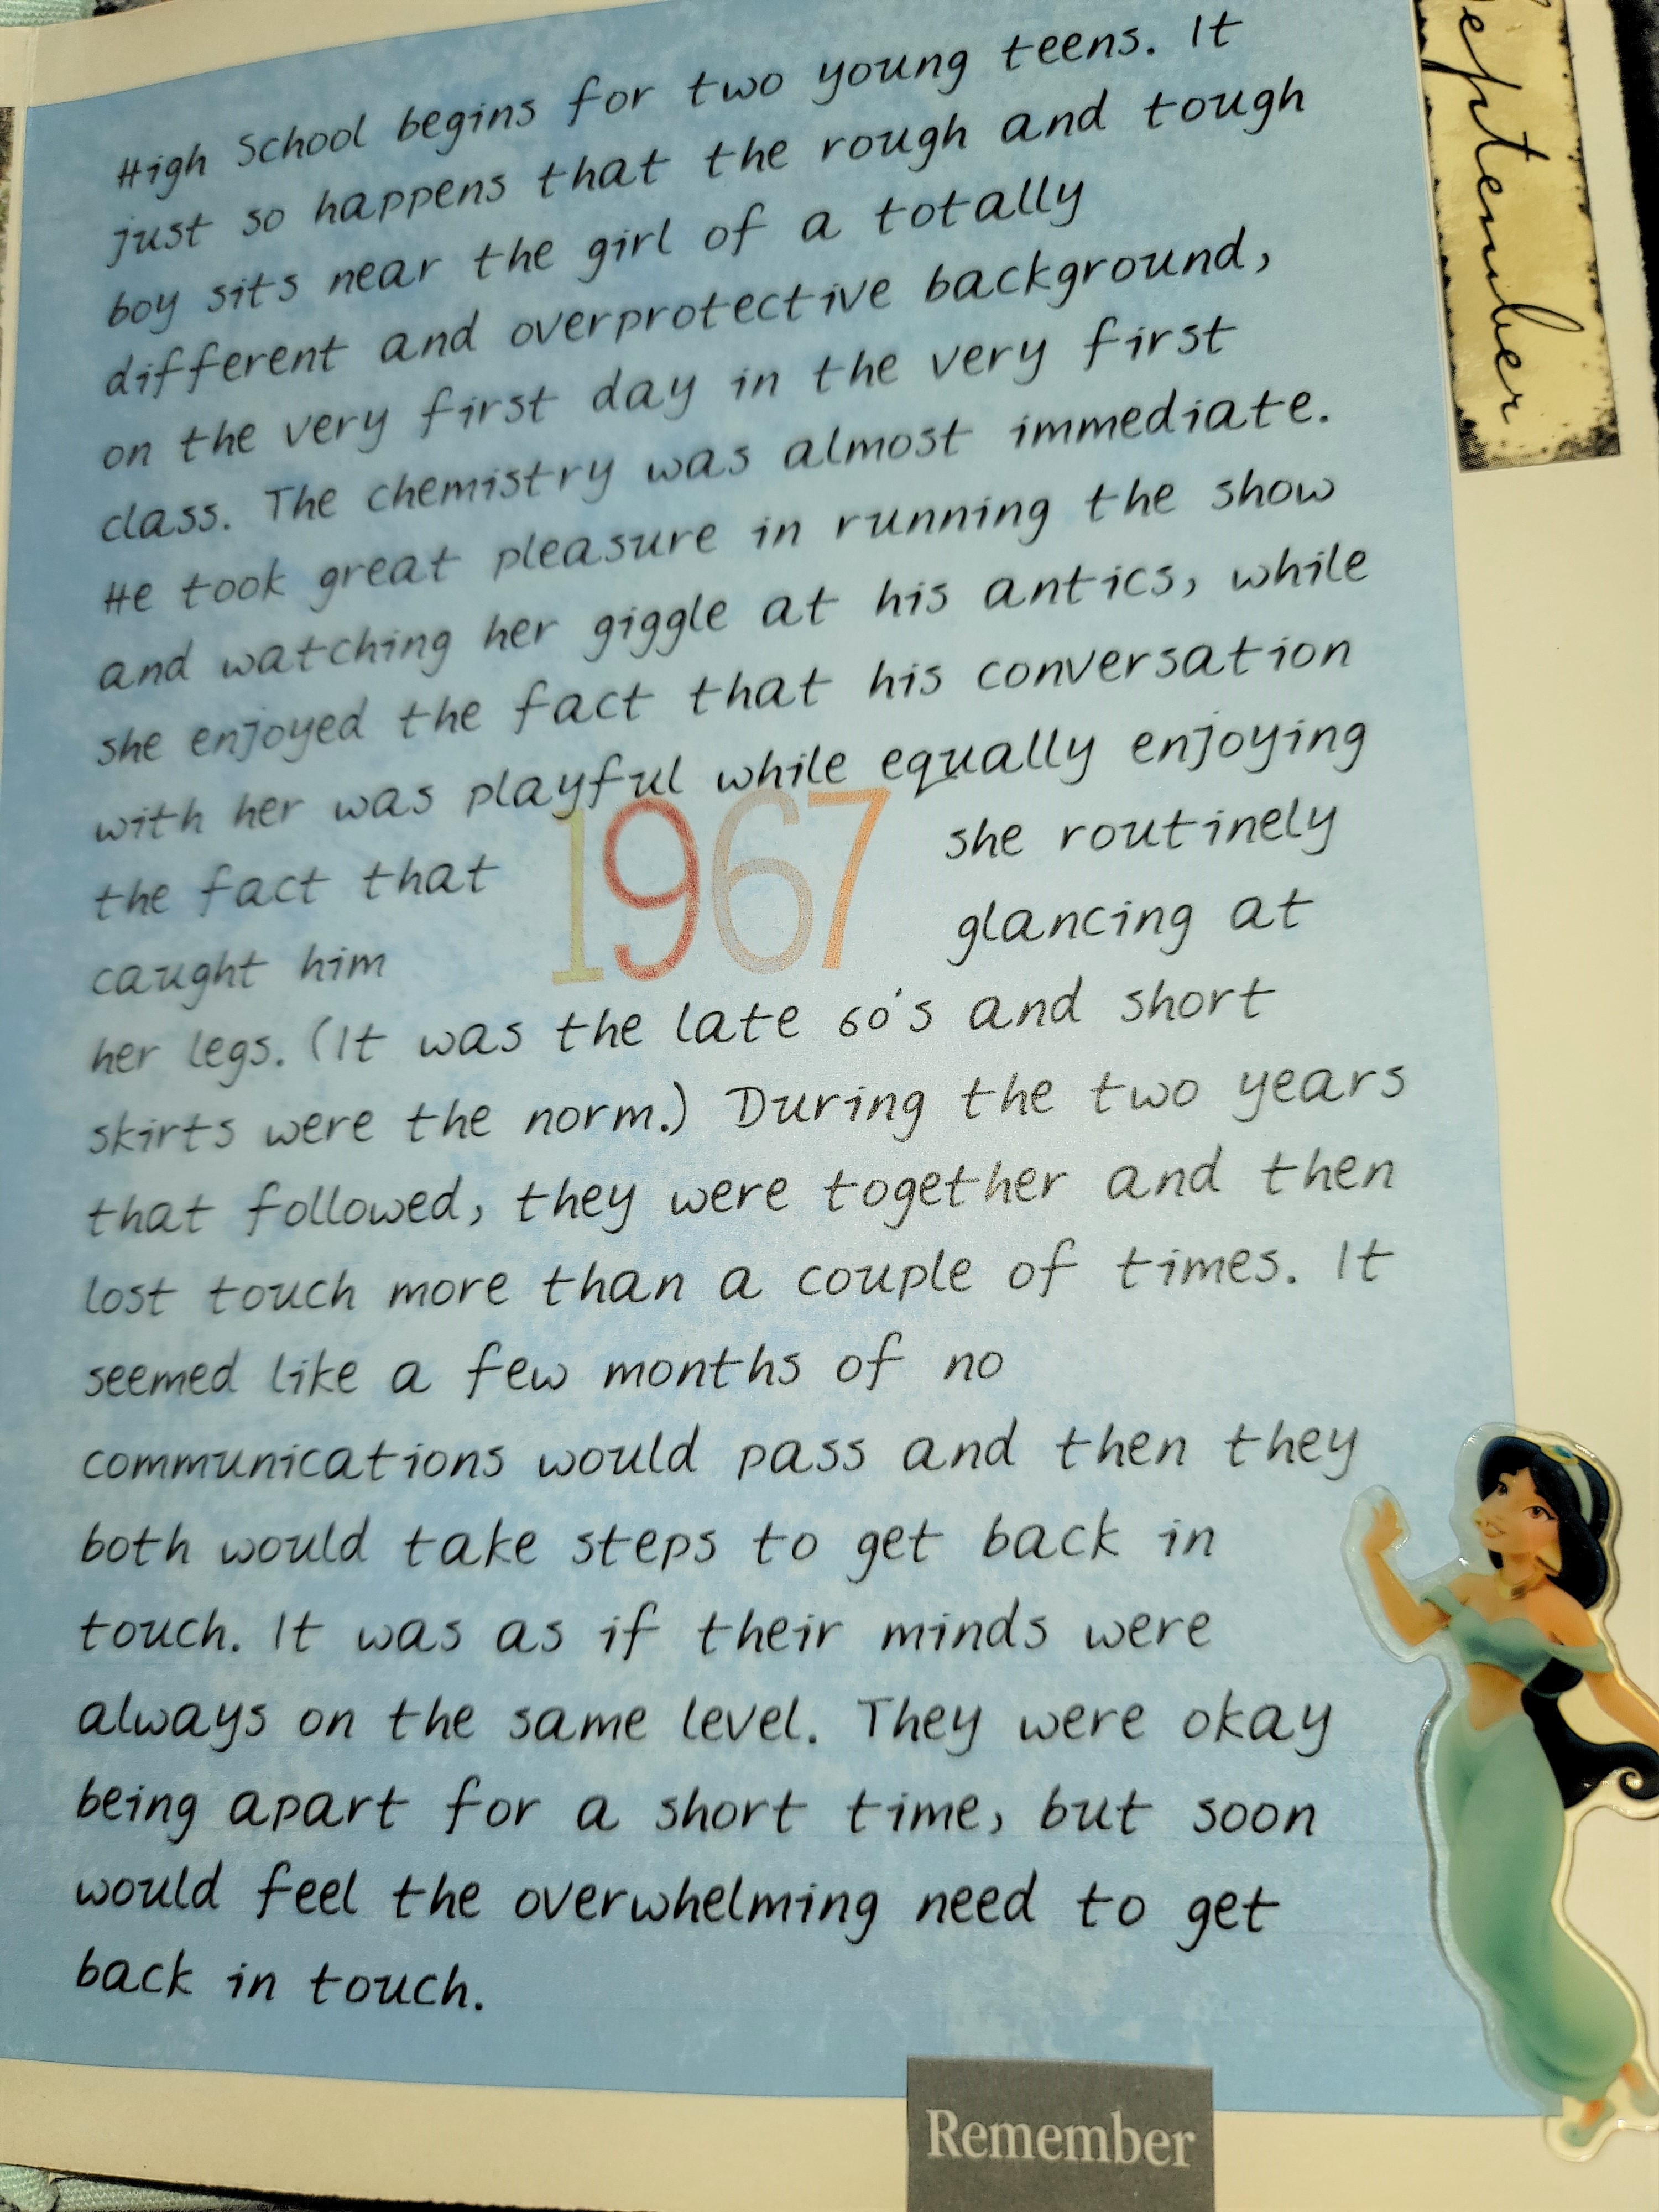 High School begins for two young teens. It
just so happens that the rough and tough
boy sits near the girl of a totally
different and overprotective background,
on the very first day in the very first
class. The chemistry was almost immediate.
He took great pleasure in running the show
and watching her giggle at his antics, while
she enjoyed the fact that his conversation
with her was playful while equally enjoying
the fact that she routinely
caught him glancing at
1967
her legs. (It was the late 60's and short
skirts were the norm.) During the two years
that followed, they were together and then
lost touch more than a couple of times. It
seemed like a few months of no
communications would pass and then they
both would take steps to get back in
touch. It was as if their minds were
always on the same level. They were okay
being apart for a short time, but soon
would feel the overwhelming need to get
back in touch.
eptember
Remember